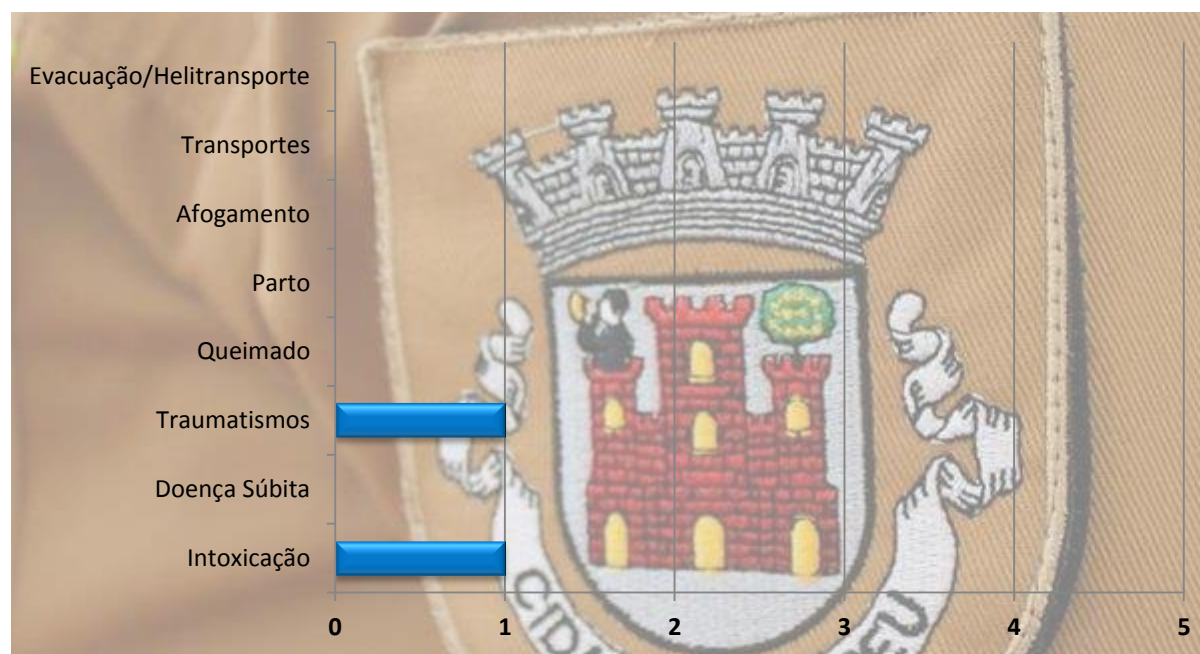 Evacuação/Helitransporte
Transportes
Afogamento
Parto
Queimado
Traumatismos
Doença Súbita
Intoxicação
0 1 2 3 4 5